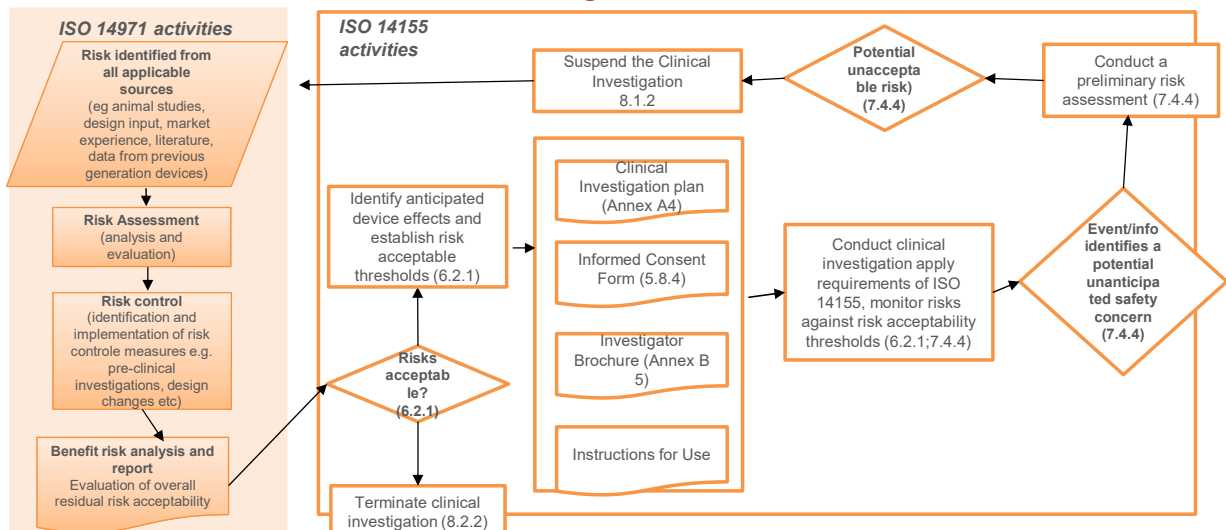 ISO 14971 activities
Risk identified from
all applicable
sources
(eg animal studies,
design input, market
experience, literature,
data from previous
generation devices)
Risk Assessment
(analysis and
evaluation)
Risk control
(identification and
implementation of risk
controle measures e.g.
pre-clinical
investigations, design
changes etc)
Benefit risk analysis and
report
Evaluation of overall
residual risk acceptability
ISO 14155
activities
Suspend the Clinical
Investigation
8.1.2
Potential
unaccepta
ble risk)
(7.4.4)
Conduct a
preliminary risk
assessment (7.4.4)
Identify anticipated
device effects and
establish risk
acceptable
thresholds (6.2.1)
Risks
acceptab
le?
(6.2.1)
Terminate clinical
investigation (8.2.2)
Clinical
Investigation plan
(Annex A4)
Informed Consent
Form (5.8.4)
Investigator
Brochure (Annex B
5)
Instructions for Use
Conduct clinical
investigation apply
requirements of ISO
14155, monitor risks
against risk acceptability
thresholds (6.2.1;7.4.4)
Event/info
identifies a
potential
unanticipa
ted safety
concern
(7.4.4)